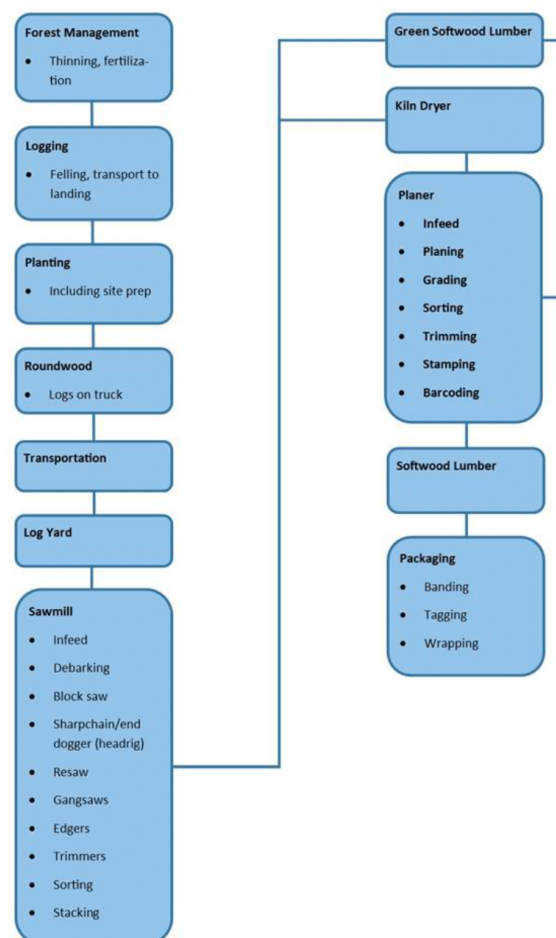 Forest Management
• Thinning, fertiliza-
tion
Logging
• Felling, transport to
landing
Planting
• Including site prep
Roundwood
• Logs on truck
Transportation
Log Yard
Sawmill
• Infeed
• Debarking
• Block saw
• Sharpchain/end
dogger (headrig)
• Resaw
• Gangsaws
• Edgers
• Trimmers
• Sorting
• Stacking
Green Softwood Lumber
Kiln Dryer
Planer
• Infeed
• Planing
• Grading
• Sorting
• Trimming
• Stamping
• Barcoding
Softwood Lumber
Packaging
• Banding
• Tagging
• Wrapping